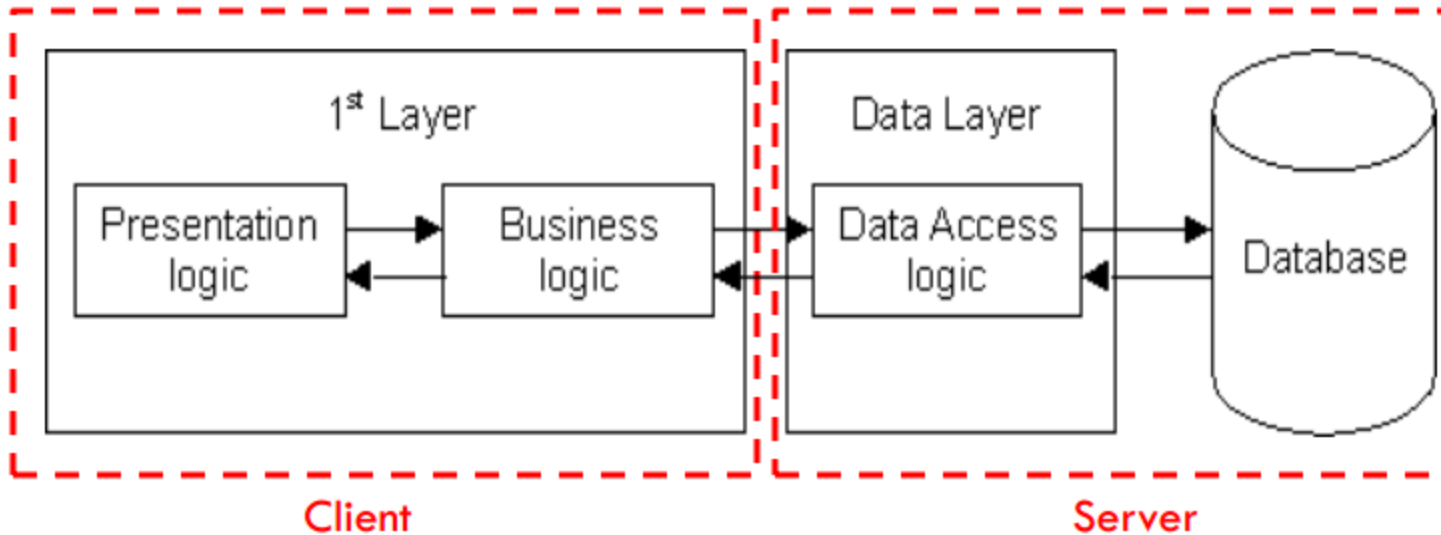 1st Layer
Data Layer
Presentation
logic
Business
logic
Data Access
logic
Database
Client
Server